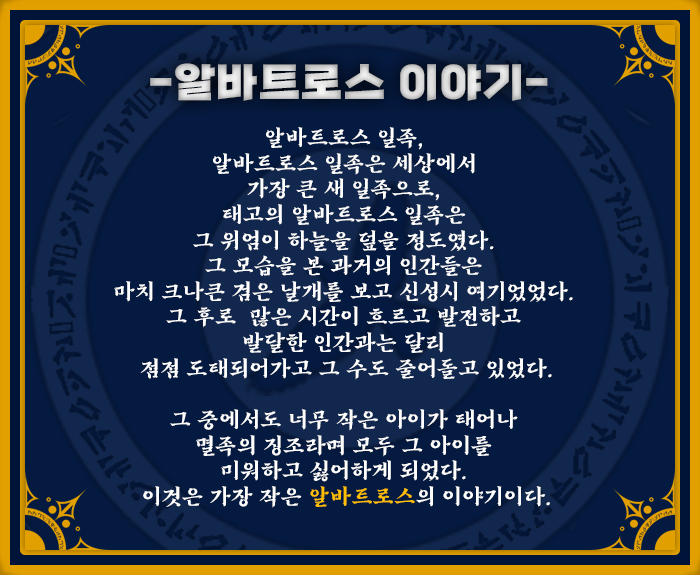 -알바트로스 이야기-
알바트로스 일족,
알바트로스 일족은 세상에서
가장 큰 새 일족으로,
태고의 알바트로스 일족은
그 위엄이 하늘을 덮을 정도였다.
그 모습을 본 과거의 인간들은
마치 크나큰 검은 날개를 보고 신성시 여기었었다.
그 후로 많은 시간이 흐르고 발전하고
발달한 인간과는 달리
점점 도태되어가고 그 수도 줄어돌고 있었다.
그 중에서도 너무 작은 아이가 태어나
멸족의 징조라며 모두 그 아이를
미워하고 싫어하게 되었다.
이것은 가장 작은 알바트로스의 이야기이다.